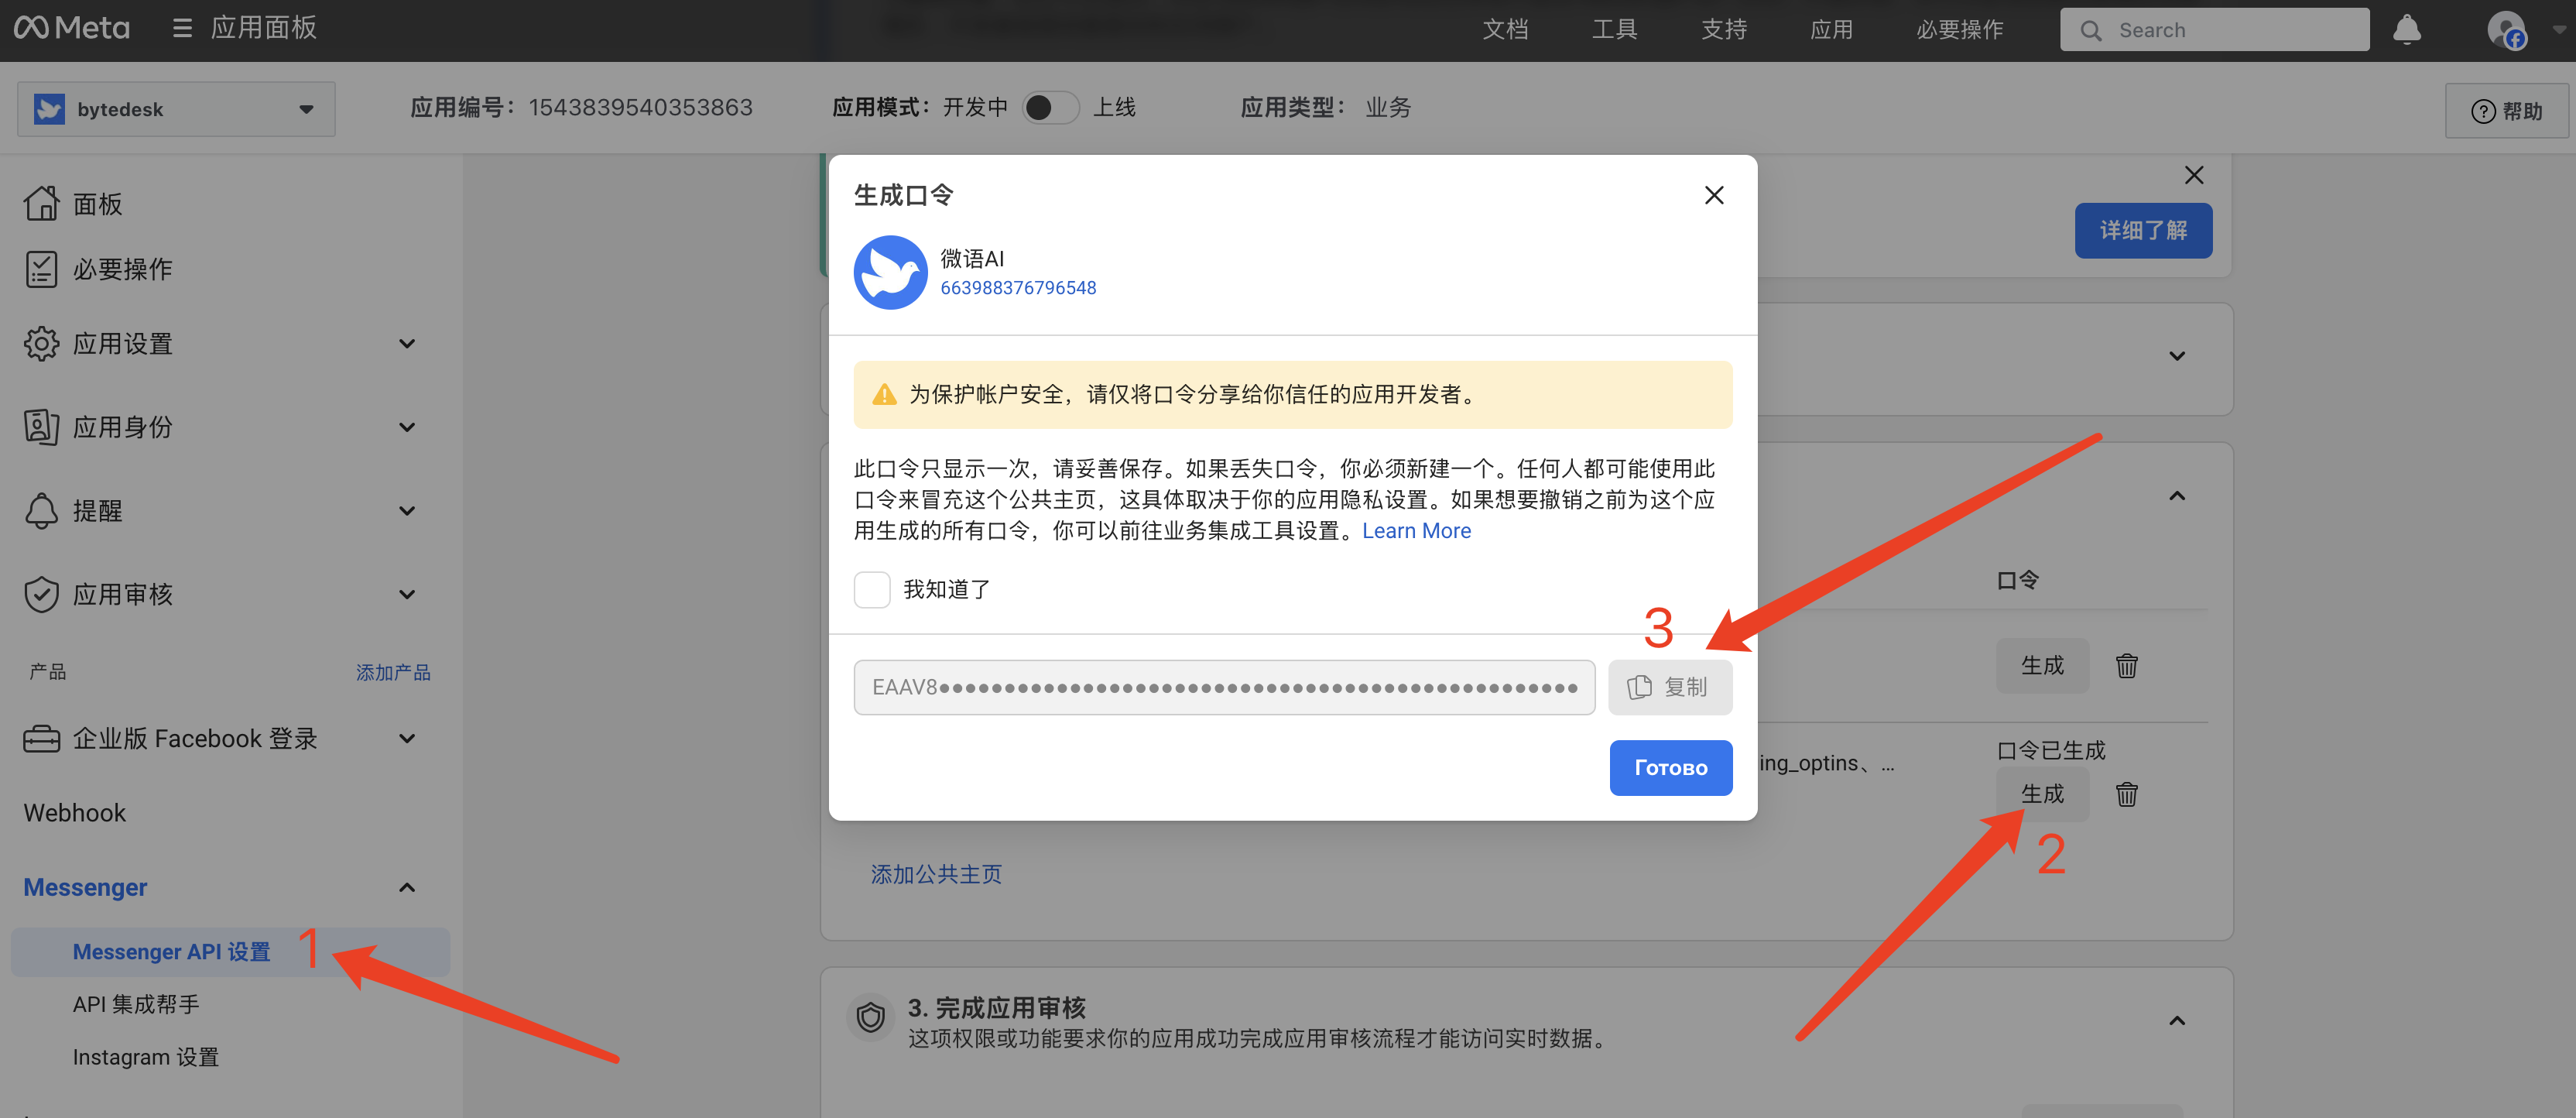 Meta
应用面板
文档
工具
支持
应用
必要操作
Search
bytedesk
应用编号：1543839540353863
应用模式：开发中 上线
应用类型： 业务
帮助
面板
必要操作
应用设置
应用身份
提醒
应用审核
产品
添加产品
企业版 Facebook 登录
Webhook
Messenger
Messenger API 设置
1
API 集成帮手
Instagram 设置
生成口令
微语AI
663988376796548
为保护帐户安全，请仅将口令分享给你信任的应用开发者。
此口令只显示一次，请妥善保存。如果丢失口令，你必须新建一个。任何人都可能使用此
口令来冒充这个公共主页，这具体取决于你的应用隐私设置。如果想要撤销之前为这个应
用生成的所有口令，你可以前往业务集成工具设置。Learn More
我知道了
3
EAAV8•••••••••••••••••••••••••••••••••••••••••••••••••
复制
Готово
详细了解
口令
生成
ing_optins、...
口令已生成
生成
2
添加公共主页
3. 完成应用审核
这项权限或功能要求你的应用成功完成应用审核流程才能访问实时数据。